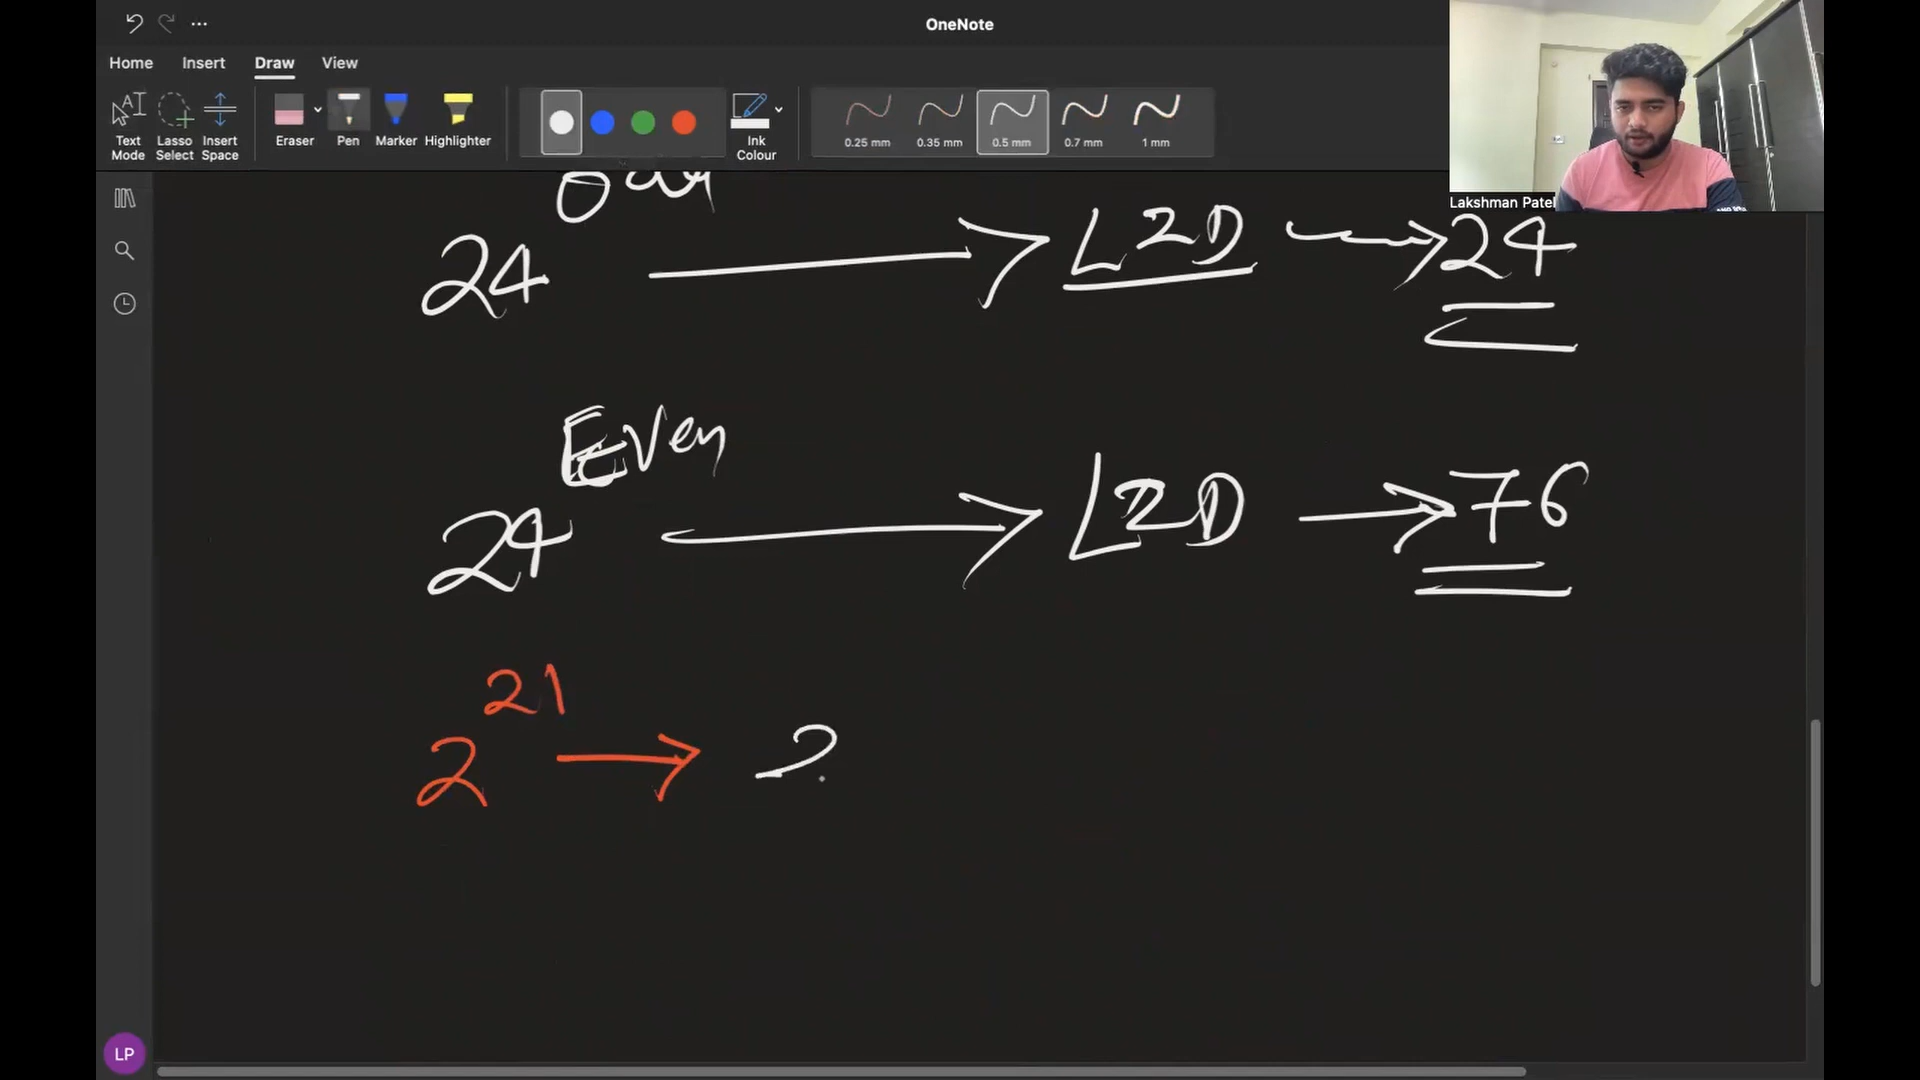 OneNote
Home Insert Draw View
Text Mode
Lasso Select
Insert Space
Eraser
Pen
Marker
Highlighter
Ink Colour
0.25 mm
0.35 mm
0.5 mm
0.7 mm
1 mm
Lakshman Patel
24 → L2D → 24
24^Even → L2D → 76
2^21 → 2
LP